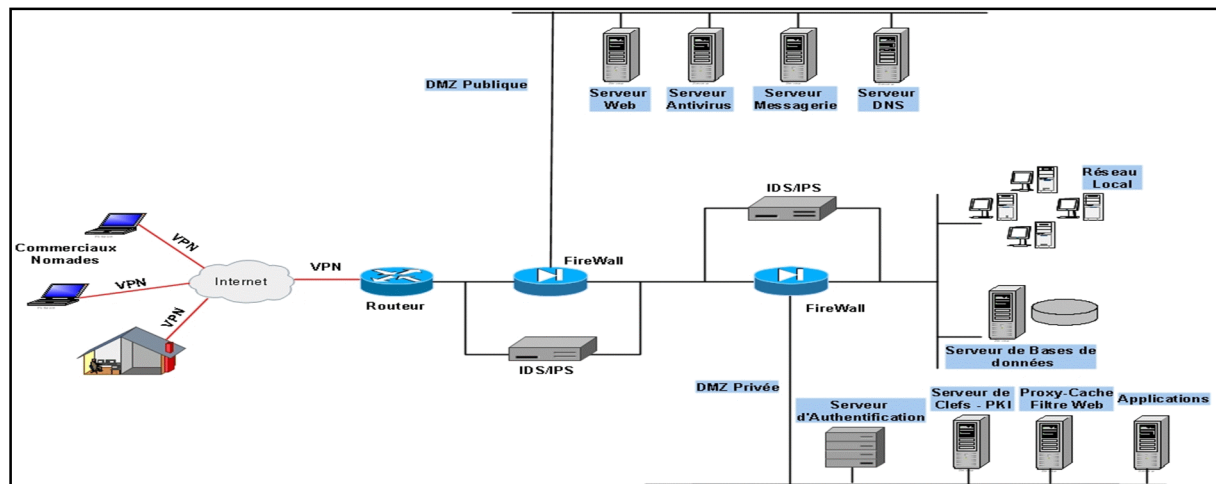 DMZ Publique
Serveur
Web
Serveur
Antivirus
Serveur
Messagerie
Serveur
DNS
IDS/IPS
Réseau
Local
Commerciaux
Nomades
VPN
VPN
VPN
Internet
VPN
Routeur
FireWall
FireWall
IDS/IPS
Serveur de Bases de
données
DMZ Privée
Serveur
d'Authentification
Serveur de
Clefs - PKI
Proxy-Cache
Filtre Web
Applications